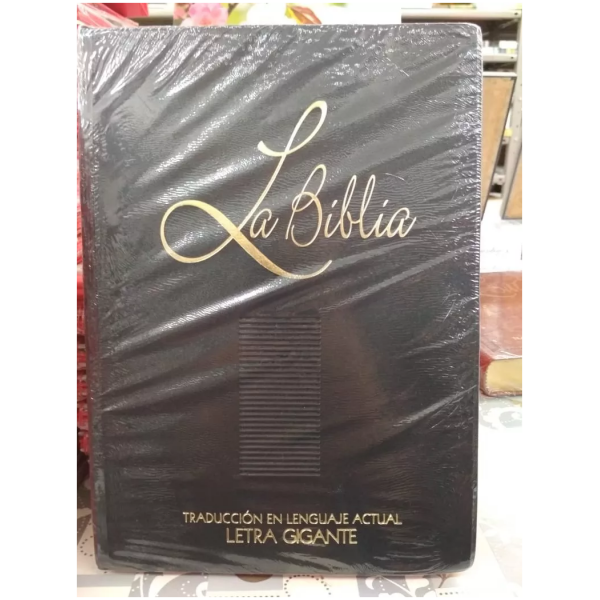 La Biblia
TRADUCCIÓN EN LENGUAJE ACTUAL
LETRA GIGANTE